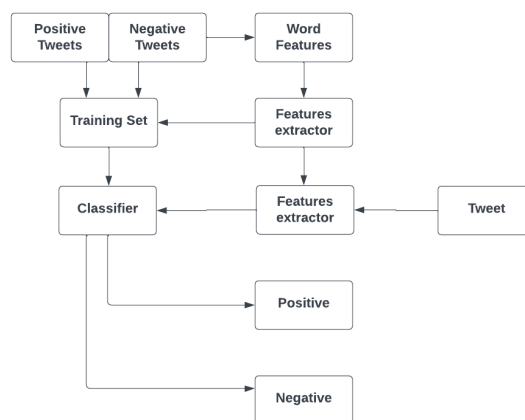 Positive
Tweets
Negative
Tweets
Word
Features
Training Set
Features
extractor
Classifier
Features
extractor
Tweet
Positive
Negative